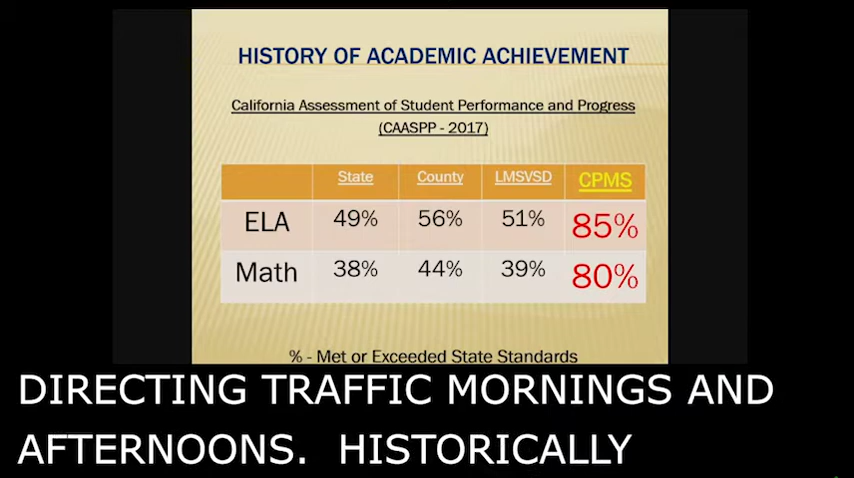 HISTORY OF ACADEMIC ACHIEVEMENT
California Assessment of Student Performance and Progress
(CAASPP - 2017)
State County LMSVSD CPMS
ELA 49% 56% 51% 85%
Math 38% 44% 39% 80%
% - Met or Exceeded State Standards
DIRECTING TRAFFIC MORNINGS AND
AFTERNOONS. HISTORICALLY